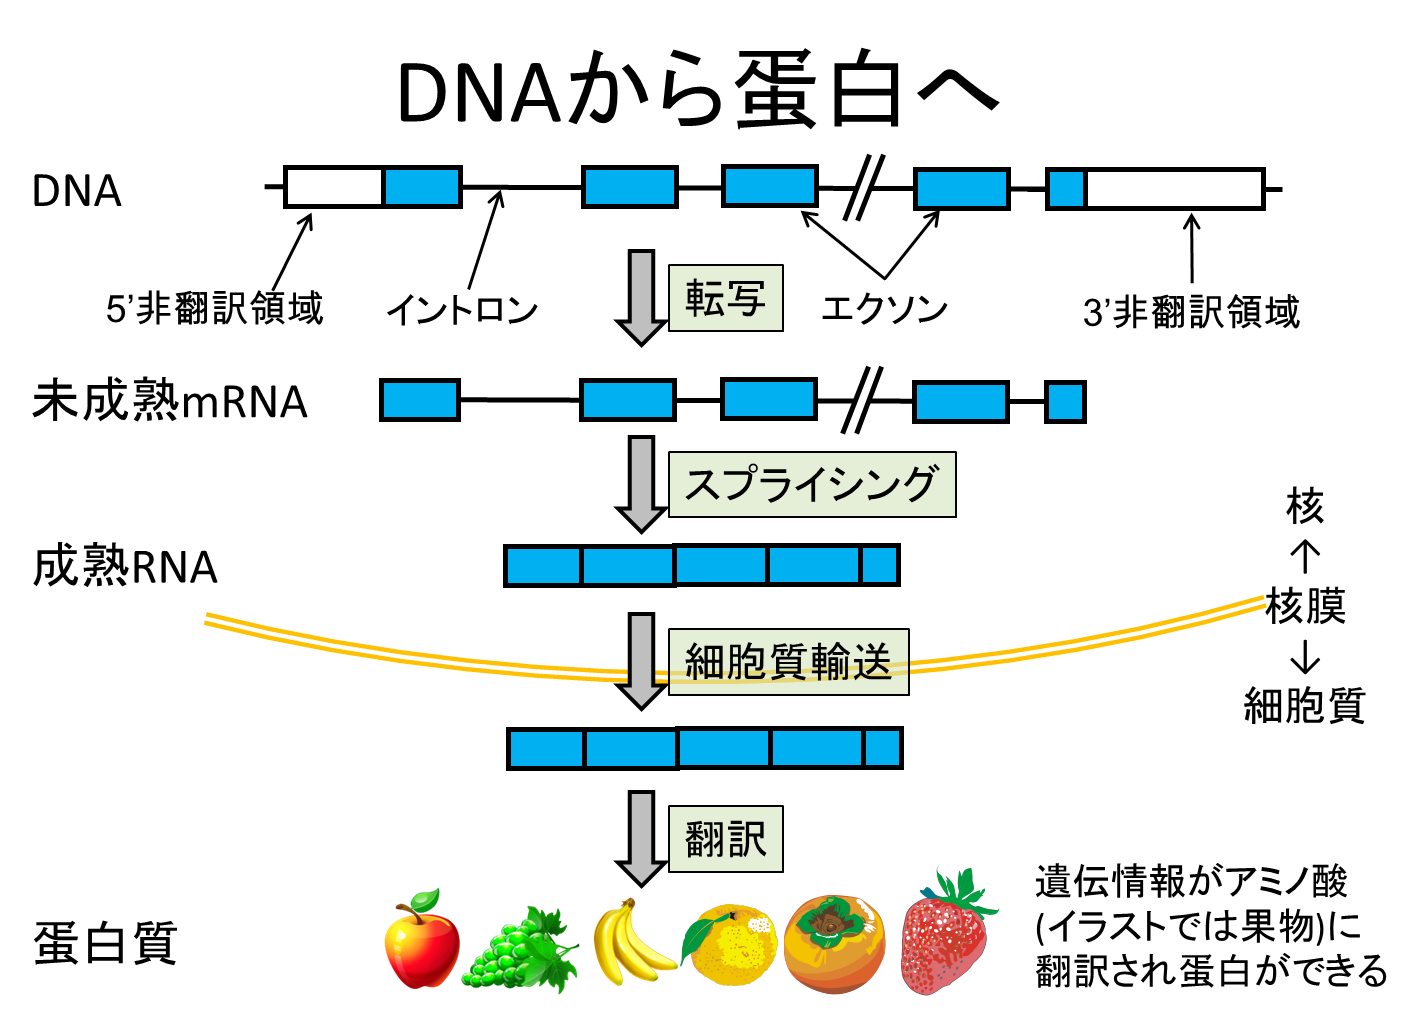 DNAから蛋白へ
DNA
5’非翻訳領域
イントロン
転写
エクソン
3’非翻訳領域
未成熟mRNA
スプライシング
核
↑
成熟RNA
核膜
細胞質輸送
↓
細胞質
翻訳
蛋白質
遺伝情報がアミノ酸
(イラストでは果物)に
翻訳され蛋白ができる